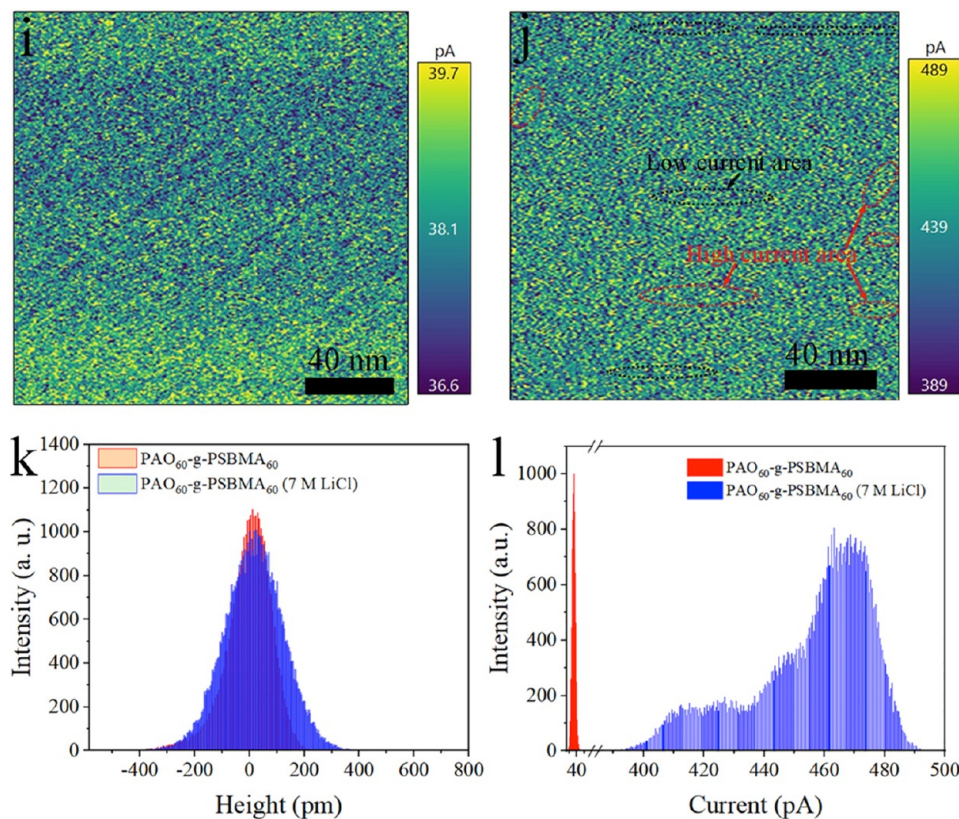 i
pA
39.7
38.1
36.6
40 nm
j
pA
489
439
389
Low current area
High current area
40 nm
k
PAO₆₀-g-PSBMA₆₀
PAO₆₀-g-PSBMA₆₀ (7 M LiCl)
Intensity (a. u.)
1400
1200
1000
800
600
400
200
0
-400
-200
0
200
400
600
800
Height (pm)
l
PAO₆₀-g-PSBMA₆₀
PAO₆₀-g-PSBMA₆₀ (7 M LiCl)
Intensity (a.u.)
1000
800
600
400
200
0
40
400
420
440
460
480
500
Current (pA)